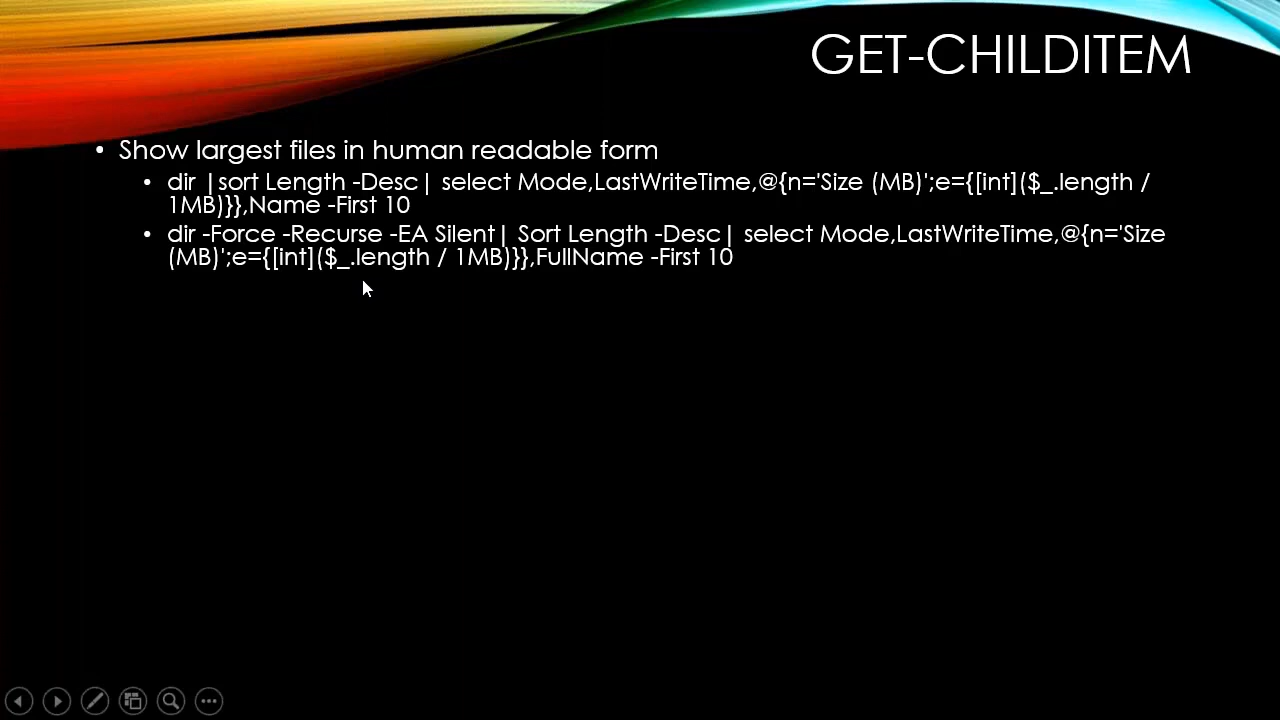 GET-CHILDITEM
• Show largest files in human readable form
• dir |sort Length -Desc| select Mode,LastWriteTime,@{n='Size (MB)';e={[int]($_.length /
1MB)}},Name -First 10
• dir -Force -Recurse -EA Silent| Sort Length -Desc| select Mode,LastWriteTime,@{n='Size
(MB)';e={[int]($_.length / 1MB)}},FullName -First 10